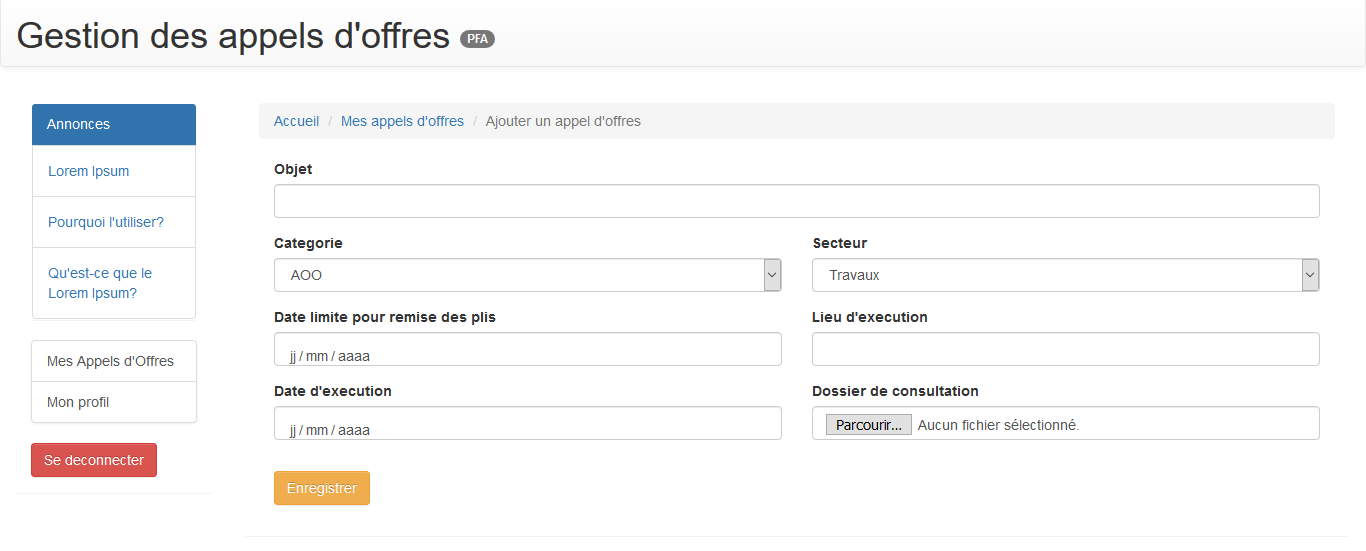 Gestion des appels d'offres PFA
Annonces
Lorem Ipsum
Pourquoi l'utiliser?
Qu'est-ce que le
Lorem Ipsum?
Mes Appels d'Offres
Mon profil
Se deconnecter
Accueil / Mes appels d'offres / Ajouter un appel d'offres
Objet
Categorie
AOO
Secteur
Travaux
Date limite pour remise des plis
jj / mm / aaaa
Lieu d'execution
Date d'execution
jj / mm / aaaa
Dossier de consultation
Parcourir... Aucun fichier sélectionné.
Enregistrer